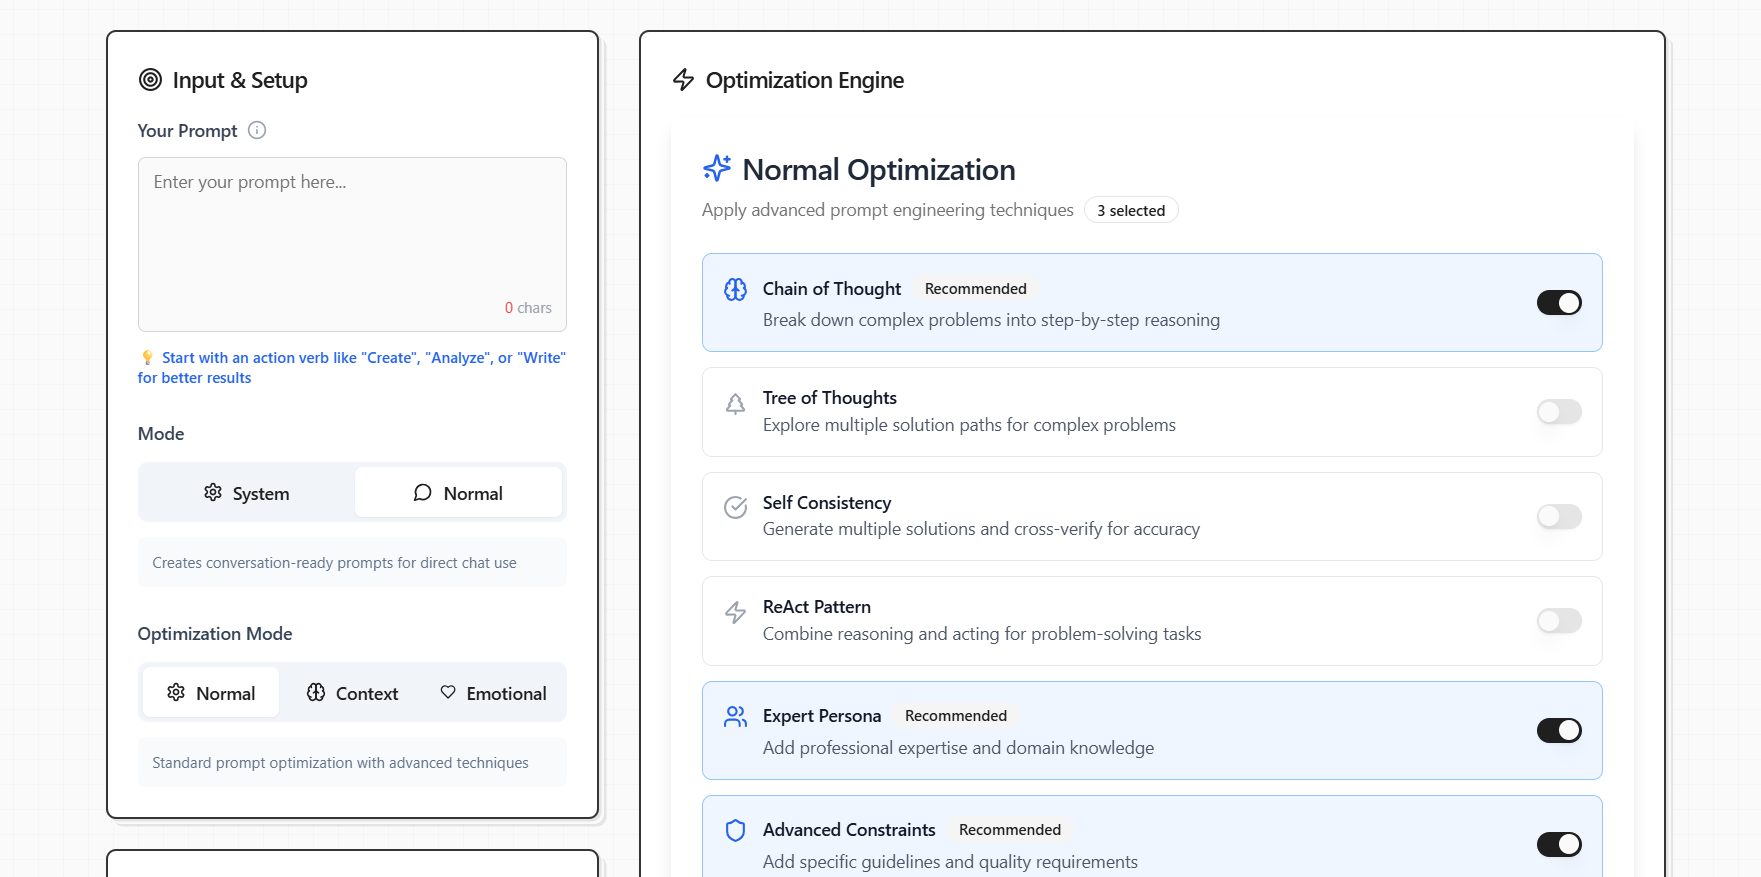 Input & Setup
Your Prompt
Enter your prompt here...
0 chars
💡 Start with an action verb like "Create", "Analyze", or "Write"
for better results
Mode
System
Normal
Creates conversation-ready prompts for direct chat use
Optimization Mode
Normal
Context
Emotional
Standard prompt optimization with advanced techniques
Optimization Engine
Normal Optimization
Apply advanced prompt engineering techniques
3 selected
Chain of Thought
Recommended
Break down complex problems into step-by-step reasoning
Tree of Thoughts
Explore multiple solution paths for complex problems
Self Consistency
Generate multiple solutions and cross-verify for accuracy
ReAct Pattern
Combine reasoning and acting for problem-solving tasks
Expert Persona
Recommended
Add professional expertise and domain knowledge
Advanced Constraints
Recommended
Add specific guidelines and quality requirements